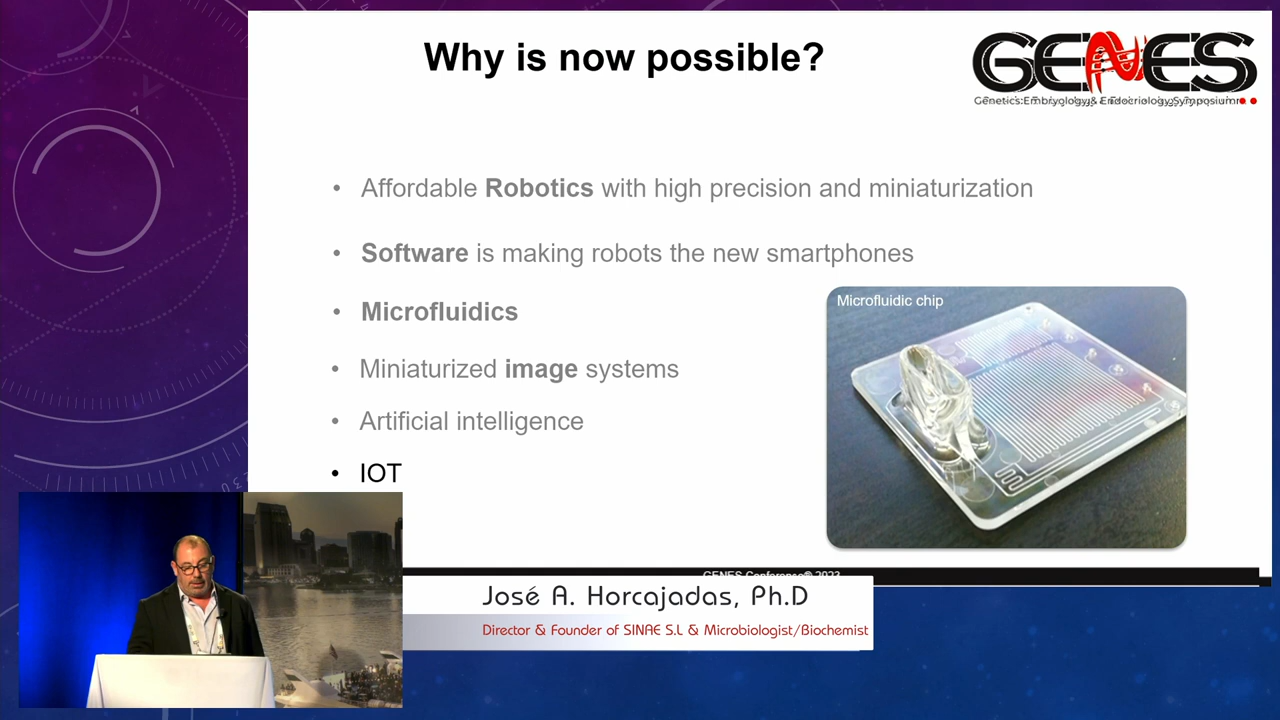 Why is now possible?
GENES
Genetics Embryology & Endocriology Symposium
• Affordable Robotics with high precision and miniaturization
• Software is making robots the new smartphones
• Microfluidics
• Miniaturized image systems
• Artificial intelligence
• IOT
Microfluidic chip
GENES Conference® 2023
José A. Horcajadas, Ph.D
Director & Founder of SINAE S.L & Microbiologist/Biochemist